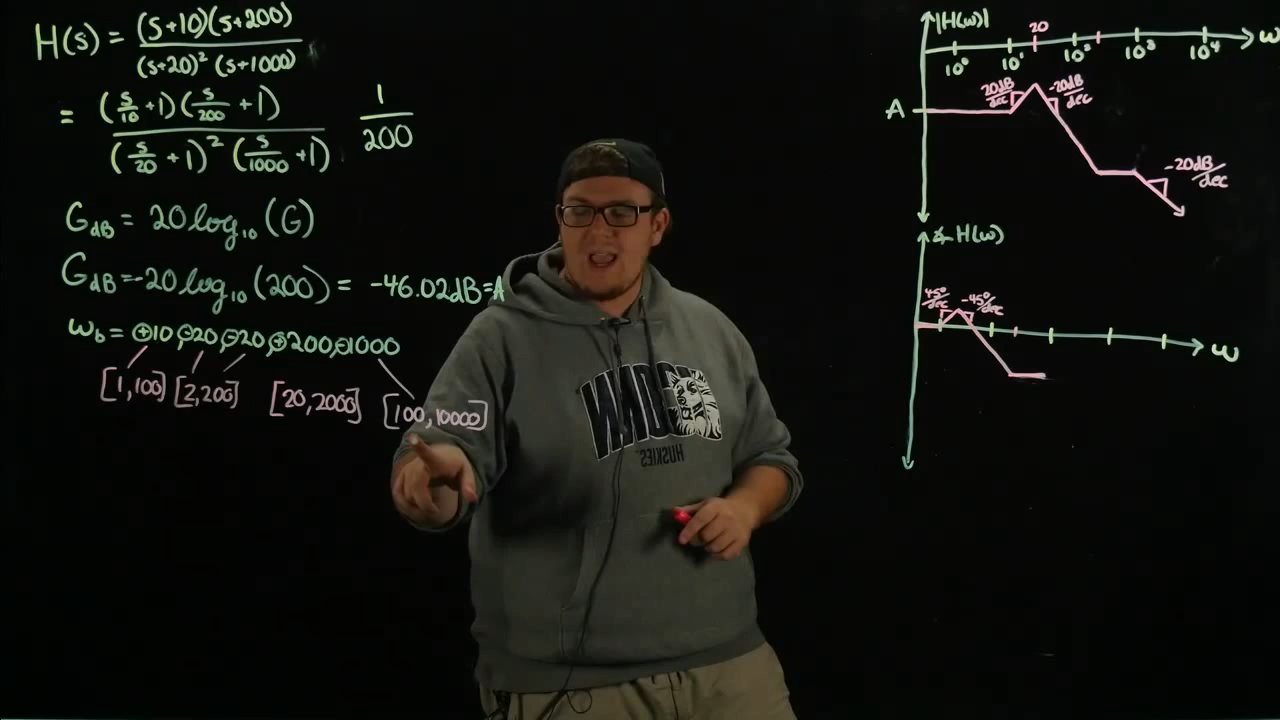 H(s) = (s+10)(s+200) / (s+20)² (s+1000)
= (s/10 +1)(s/200 +1) / (s/20 +1)² (s/1000 +1) 1/200
G_dB = 20 log₁₀ (G)
G_dB = -20 log₁₀ (200) = -46.02dB = A
ω_b = ⊕10, ⊖20, ⊖20, ⊕200, ⊖1000
[1,100] [2,200] [20,2000] [100,10000]
|H(ω)|
20
ω
10⁰ 10¹ 10² 10³ 10⁴
20dB/dec -20dB/dec
A
-20dB/dec
∡ H(ω)
45°/dec -45°/dec
ω
UCONN
HUSKIES